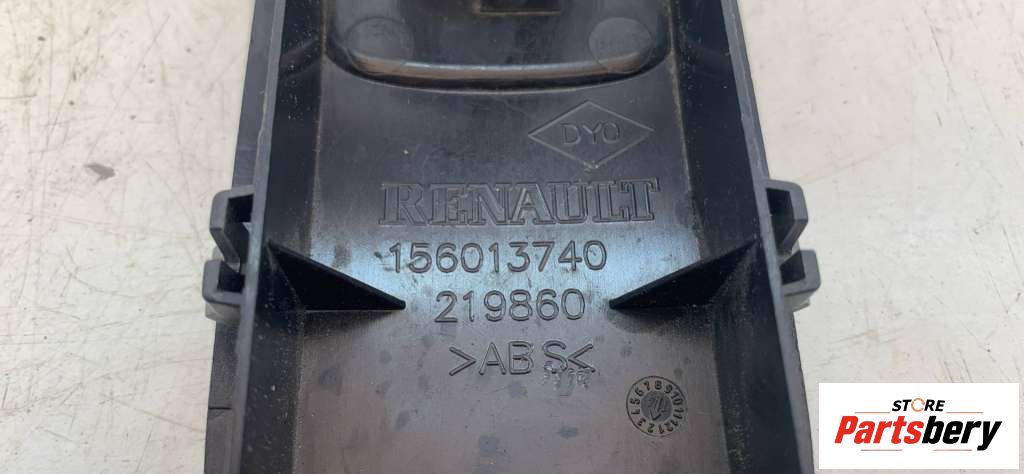 DYO
RENAULT
156013740
219860
>ABS<
STORE
Partsbery